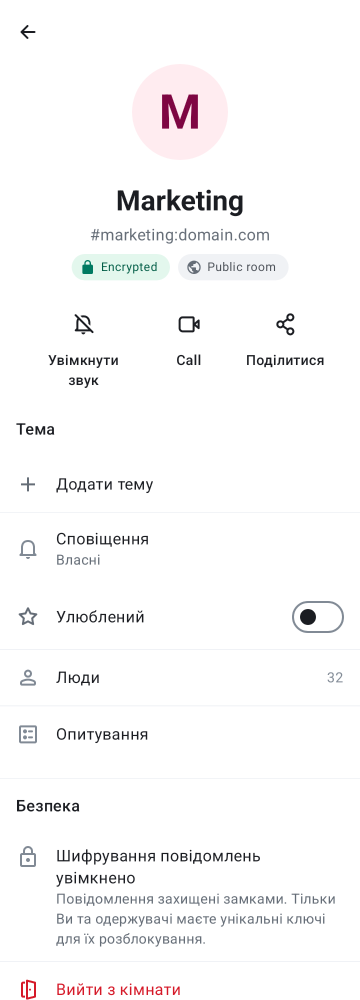 M
Marketing
#marketing:domain.com
Encrypted
Public room
Увімкнути
звук
Call
Поділитися
Тема
Додати тему
Сповіщення
Власні
Улюблений
Люди
32
Опитування
Безпека
Шифрування повідомлень
увімкнено
Повідомлення захищені замками. Тільки
Ви та одержувачі маєте унікальні ключі
для їх розблокування.
Вийти з кімнати